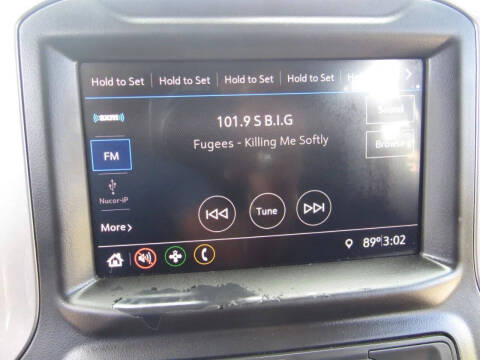 Hold to Set Hold to Set Hold to Set Hold to Set
Sound
101.9 S B.I.G
Fugees - Killing Me Softly
Browse
((SXM))
FM
Nucor-iP
More
Tune
89° 3:02